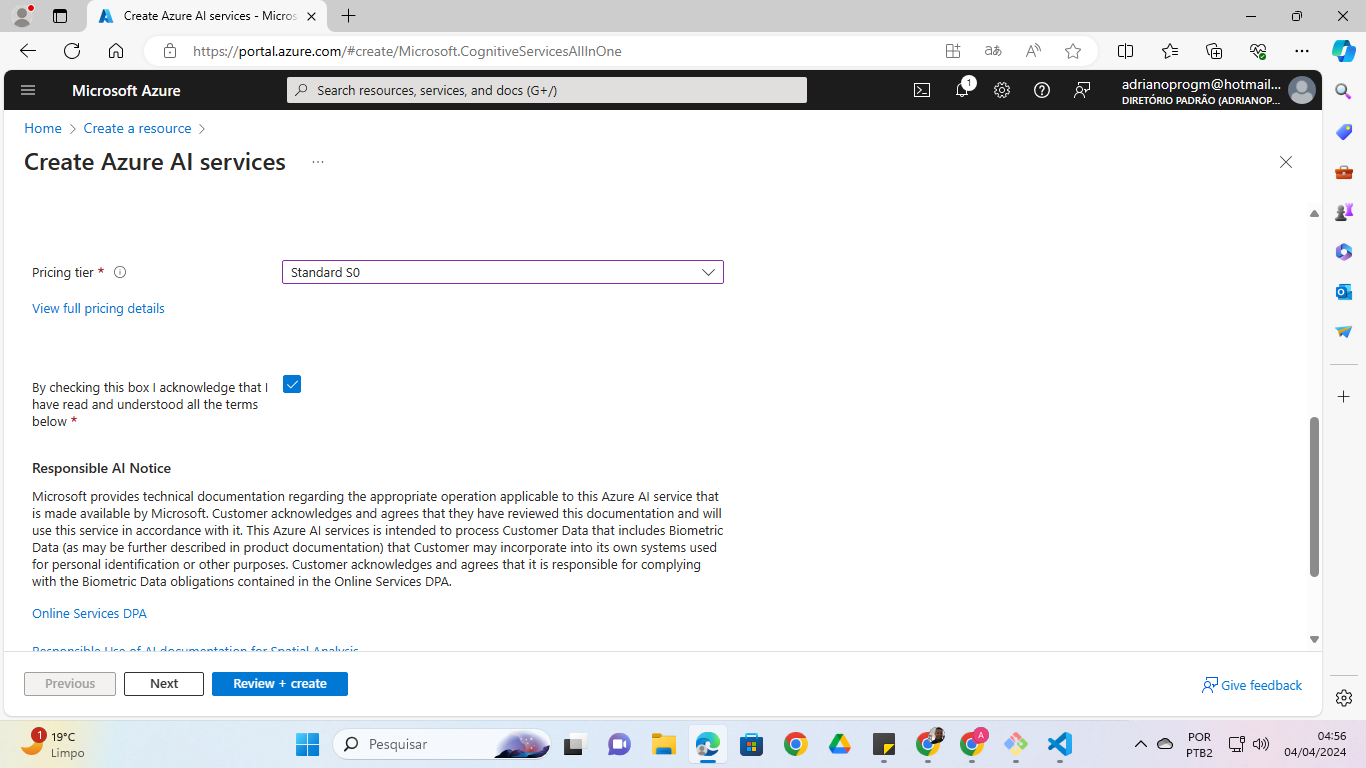 Create Azure AI services - Micros
https://portal.azure.com/#create/Microsoft.CognitiveServicesAllInOne
Microsoft Azure
Search resources, services, and docs (G+/)
1
adrianoprogm@hotmail...
DIRETÓRIO PADRÃO (ADRIANOP...
Home > Create a resource >
Create Azure AI services
...
Pricing tier *
Standard S0
View full pricing details
By checking this box I acknowledge that I
have read and understood all the terms
below *
Responsible AI Notice
Microsoft provides technical documentation regarding the appropriate operation applicable to this Azure AI service that
is made available by Microsoft. Customer acknowledges and agrees that they have reviewed this documentation and will
use this service in accordance with it. This Azure AI services is intended to process Customer Data that includes Biometric
Data (as may be further described in product documentation) that Customer may incorporate into its own systems used
for personal identification or other purposes. Customer acknowledges and agrees that it is responsible for complying
with the Biometric Data obligations contained in the Online Services DPA.
Online Services DPA
Responsible Use of AI documentation for Spatial Analysis
Previous
Next
Review + create
Give feedback
1
19°C
Limpo
Pesquisar
A
POR
PTB2
04:56
04/04/2024